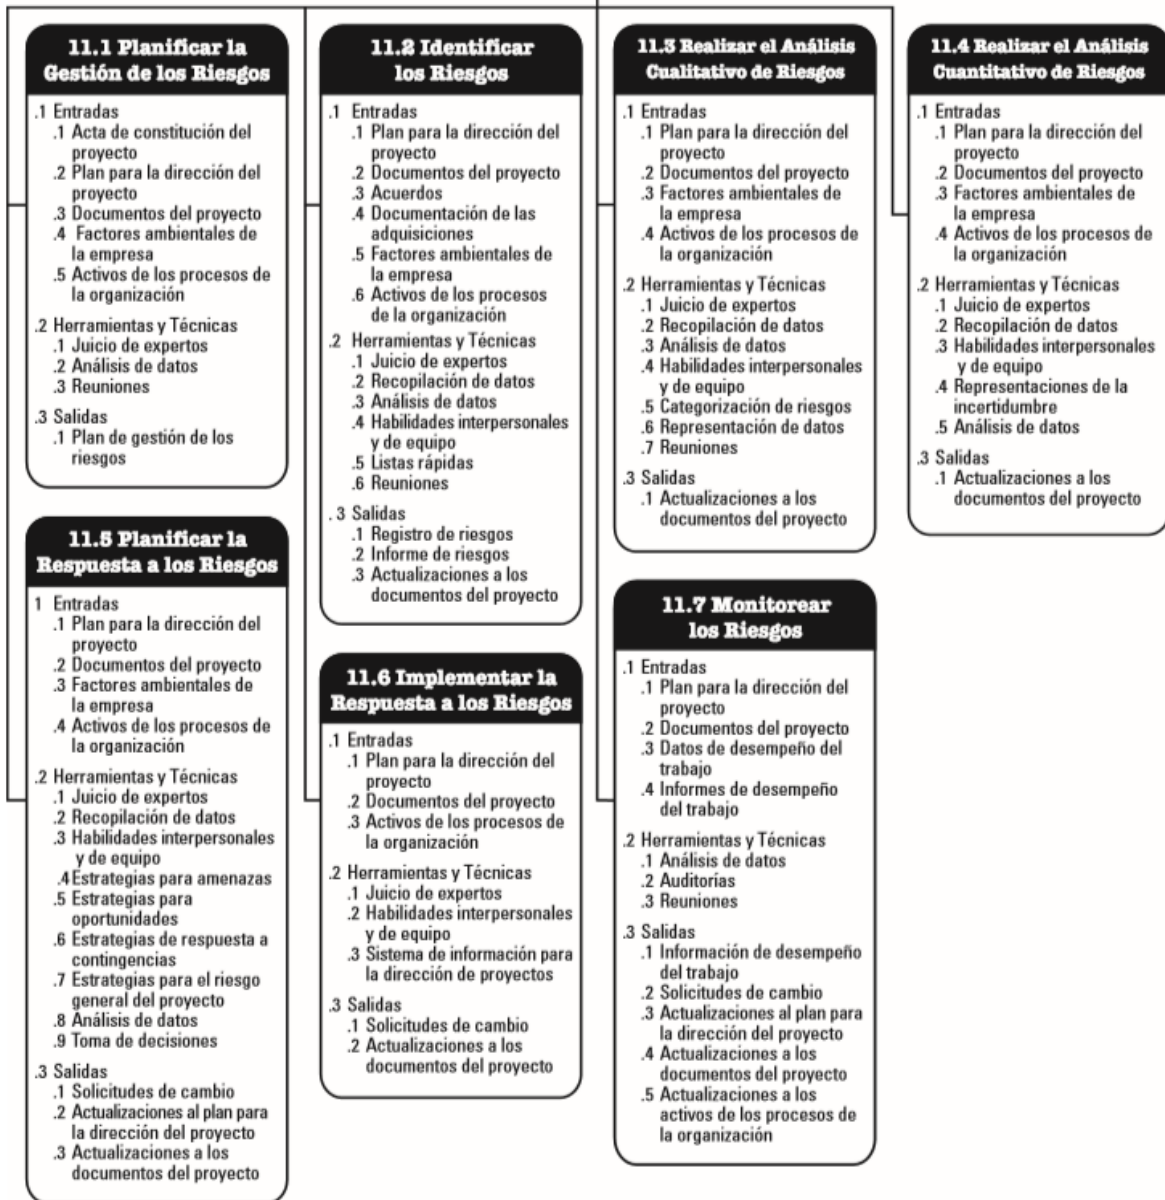 11.1 Planificar la
Gestión de los Riesgos
.1 Entradas
.1 Acta de constitución del
proyecto
.2 Plan para la dirección del
proyecto
.3 Documentos del proyecto
.4 Factores ambientales de
la empresa
.5 Activos de los procesos de
la organización
.2 Herramientas y Técnicas
.1 Juicio de expertos
.2 Análisis de datos
.3 Reuniones
.3 Salidas
.1 Plan de gestión de los
riesgos
11.2 Identificar
los Riesgos
.1 Entradas
.1 Plan para la dirección del
proyecto
.2 Documentos del proyecto
.3 Acuerdos
.4 Documentación de las
adquisiciones
.5 Factores ambientales de
la empresa
.6 Activos de los procesos
de la organización
.2 Herramientas y Técnicas
.1 Juicio de expertos
.2 Recopilación de datos
.3 Análisis de datos
.4 Habilidades interpersonales
y de equipo
.5 Listas rápidas
.6 Reuniones
. 3 Salidas
.1 Registro de riesgos
.2 Informe de riesgos
.3 Actualizaciones a los
documentos del proyecto
11.3 Realizar el Análisis
Cualitativo de Riesgos
.1 Entradas
.1 Plan para la dirección del
proyecto
.2 Documentos del proyecto
.3 Factores ambientales de
la empresa
.4 Activos de los procesos de
la organización
.2 Herramientas y Técnicas
.1 Juicio de expertos
.2 Recopilación de datos
.3 Análisis de datos
.4 Habilidades interpersonales
y de equipo
.5 Categorización de riesgos
.6 Representación de datos
.7 Reuniones
.3 Salidas
.1 Actualizaciones a los
documentos del proyecto
11.4 Realizar el Análisis
Cuantitativo de Riesgos
.1 Entradas
.1 Plan para la dirección del
proyecto
.2 Documentos del proyecto
.3 Factores ambientales de
la empresa
.4 Activos de los procesos de
la organización
.2 Herramientas y Técnicas
.1 Juicio de expertos
.2 Recopilación de datos
.3 Habilidades interpersonales
y de equipo
.4 Representaciones de la
incertidumbre
.5 Análisis de datos
.3 Salidas
.1 Actualizaciones a los
documentos del proyecto
11.5 Planificar la
Respuesta a los Riesgos
1 Entradas
.1 Plan para la dirección del
proyecto
.2 Documentos del proyecto
.3 Factores ambientales de
la empresa
.4 Activos de los procesos de
la organización
.2 Herramientas y Técnicas
.1 Juicio de expertos
.2 Recopilación de datos
.3 Habilidades interpersonales
y de equipo
.4 Estrategias para amenazas
.5 Estrategias para
oportunidades
.6 Estrategias de respuesta a
contingencias
.7 Estrategias para el riesgo
general del proyecto
.8 Análisis de datos
.9 Toma de decisiones
.3 Salidas
.1 Solicitudes de cambio
.2 Actualizaciones al plan para
la dirección del proyecto
.3 Actualizaciones a los
documentos del proyecto
11.6 Implementar la
Respuesta a los Riesgos
.1 Entradas
.1 Plan para la dirección del
proyecto
.2 Documentos del proyecto
.3 Activos de los procesos de
la organización
.2 Herramientas y Técnicas
.1 Juicio de expertos
.2 Habilidades interpersonales
y de equipo
.3 Sistema de información para
la dirección de proyectos
.3 Salidas
.1 Solicitudes de cambio
.2 Actualizaciones a los
documentos del proyecto
11.7 Monitorear
los Riesgos
.1 Entradas
.1 Plan para la dirección del
proyecto
.2 Documentos del proyecto
.3 Datos de desempeño del
trabajo
.4 Informes de desempeño
del trabajo
.2 Herramientas y Técnicas
.1 Análisis de datos
.2 Auditorías
.3 Reuniones
.3 Salidas
.1 Información de desempeño
del trabajo
.2 Solicitudes de cambio
.3 Actualizaciones al plan para
la dirección del proyecto
.4 Actualizaciones a los
documentos del proyecto
.5 Actualizaciones a los
activos de los procesos de
la organización